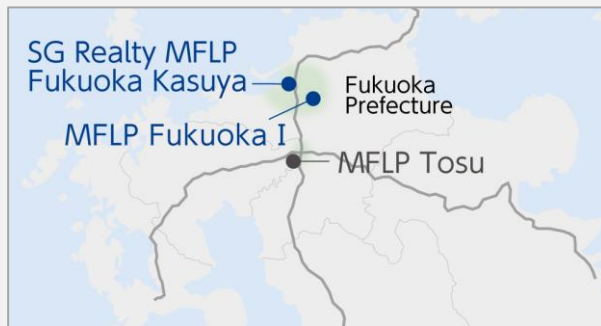 SG Realty MFLP
Fukuoka Kasuya
Fukuoka
Prefecture
MFLP Fukuoka I
MFLP Tosu